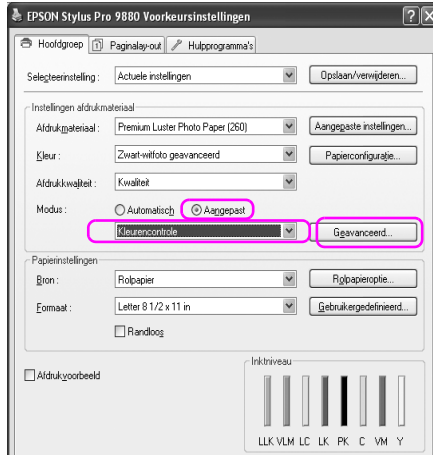 EPSON Stylus Pro 9880 Voorkeursinstellingen
Hoofdgroep Paginalay-out Hulpprogramma's
Selecteerinstelling : Actuele instellingen Opslaan/verwijderen...
Instellingen afdrukmateriaal
Afdrukmateriaal : Premium Luster Photo Paper (260) Aangepaste instellingen...
Kleur : Zwart-witfoto geavanceerd Papierconfiguratie...
Afdrukkwaliteit : Kwaliteit
Modus : Automatisch Aangepast
Kleurencontrole Geavanceerd...
Papierinstellingen
Bron : Rolpapier Rolpapieroptie...
Formaat : Letter 8 1/2 x 11 in Gebruikergedefinieerd...
Randloos
Afdrukvoorbeeld
Inktniveau
LLK VLM LC LK PK C VM Y